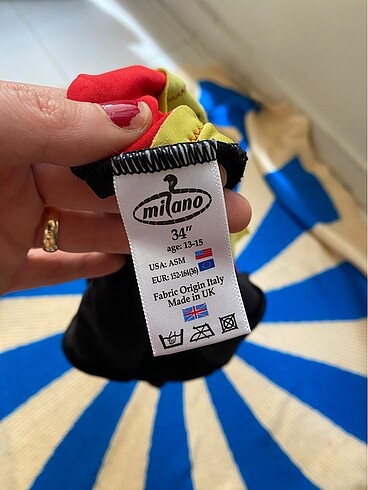 milano
34"
age: 13-15
USA: ASM
EUR: 152-164(36)
Fabric Origin Italy
Made in UK